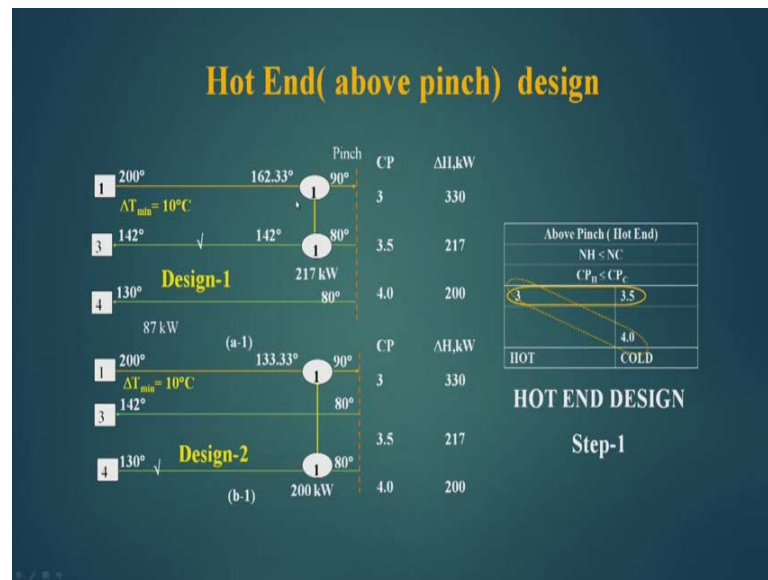 Hot End( above pinch) design
Pinch CP ΔH,kW
1 200° 162.33° 1 90° 3 330
ΔTmin= 10°C
3 142° √ 142° 1 80° 3.5 217
Design-1 217 kW
4 130° 80° 4.0 200
87 kW
(a-1) CP ΔH,kW
1 200° 133.33° 1 90° 3 330
ΔTmin= 10°C
3 142° 80° 3.5 217
4 130° √ Design-2 1 80° 4.0 200
(b-1) 200 kW
Above Pinch ( Hot End)
NH ≤ NC
CPH ≤ CPC
3 3.5
4.0
HOT COLD
HOT END DESIGN
Step-1